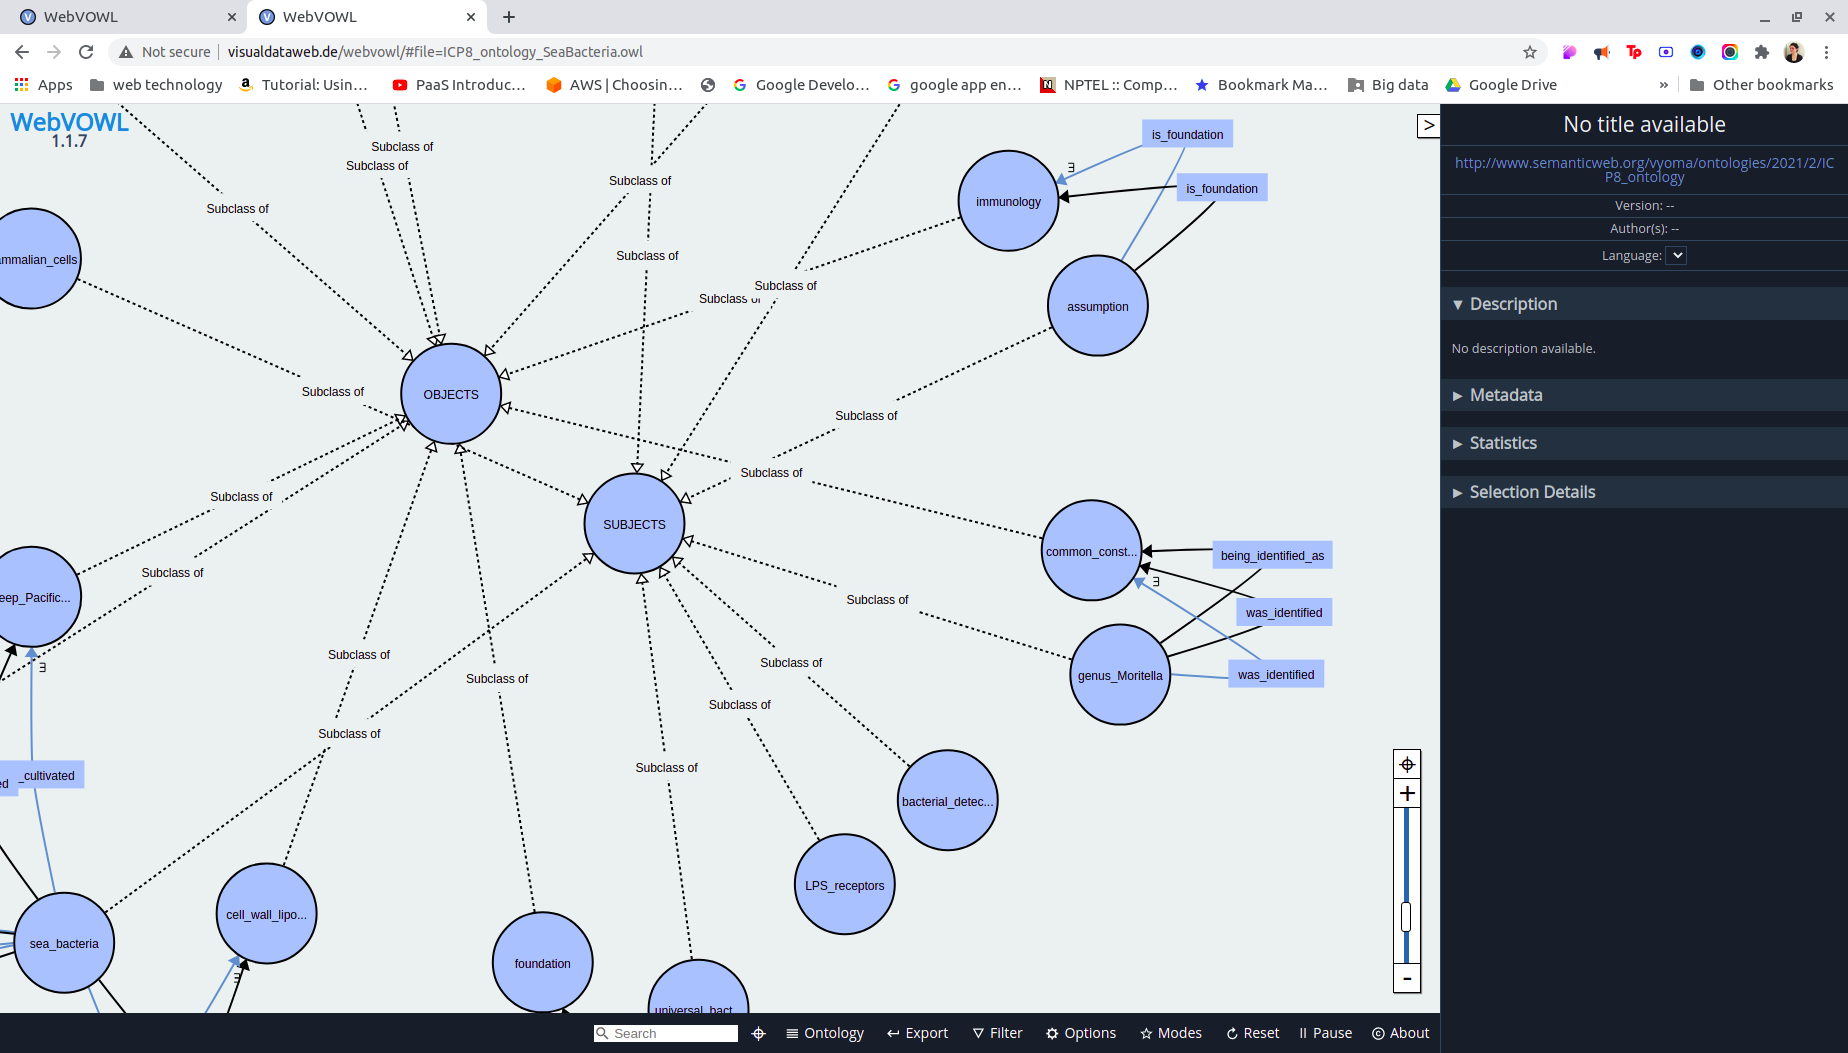 WebVOWL
WebVOWL
Not secure
visualdataweb.de/webvowl/#file=ICP8_ontology_SeaBacteria.owl
Apps
web technology
Tutorial: Usin...
PaaS Introduc...
AWS | Choosin...
Google Develo...
google app en...
NPTEL :: Comp...
Bookmark Ma...
Big data
Google Drive
»
Other bookmarks
WebVOWL
1.1.7
>
No title available
http://www.semanticweb.org/vyoma/ontologies/2021/2/IC
P8_ontology
Version: --
Author(s): --
Language:
Description
No description available.
Metadata
Statistics
Selection Details
is_foundation
∃
is_foundation
immunology
assumption
Subclass of
Subclass of
Subclass of
Subclass of
Subclass of
Subclass of
Subclass of
mmalian_cells
OBJECTS
Subclass of
Subclass of
Subclass of
SUBJECTS
Subclass of
common_const...
being_identified_as
∃
was_identified
was_identified
genus_Moritella
Subclass of
Subclass of
eep_Pacific...
∃
Subclass of
Subclass of
Subclass of
Subclass of
Subclass of
Subclass of
ed
_cultivated
bacterial_detec...
LPS_receptors
sea_bacteria
cell_wall_lipo...
∃
foundation
universal_bact...
+
-
Search
Ontology
Export
Filter
Options
Modes
Reset
Pause
About